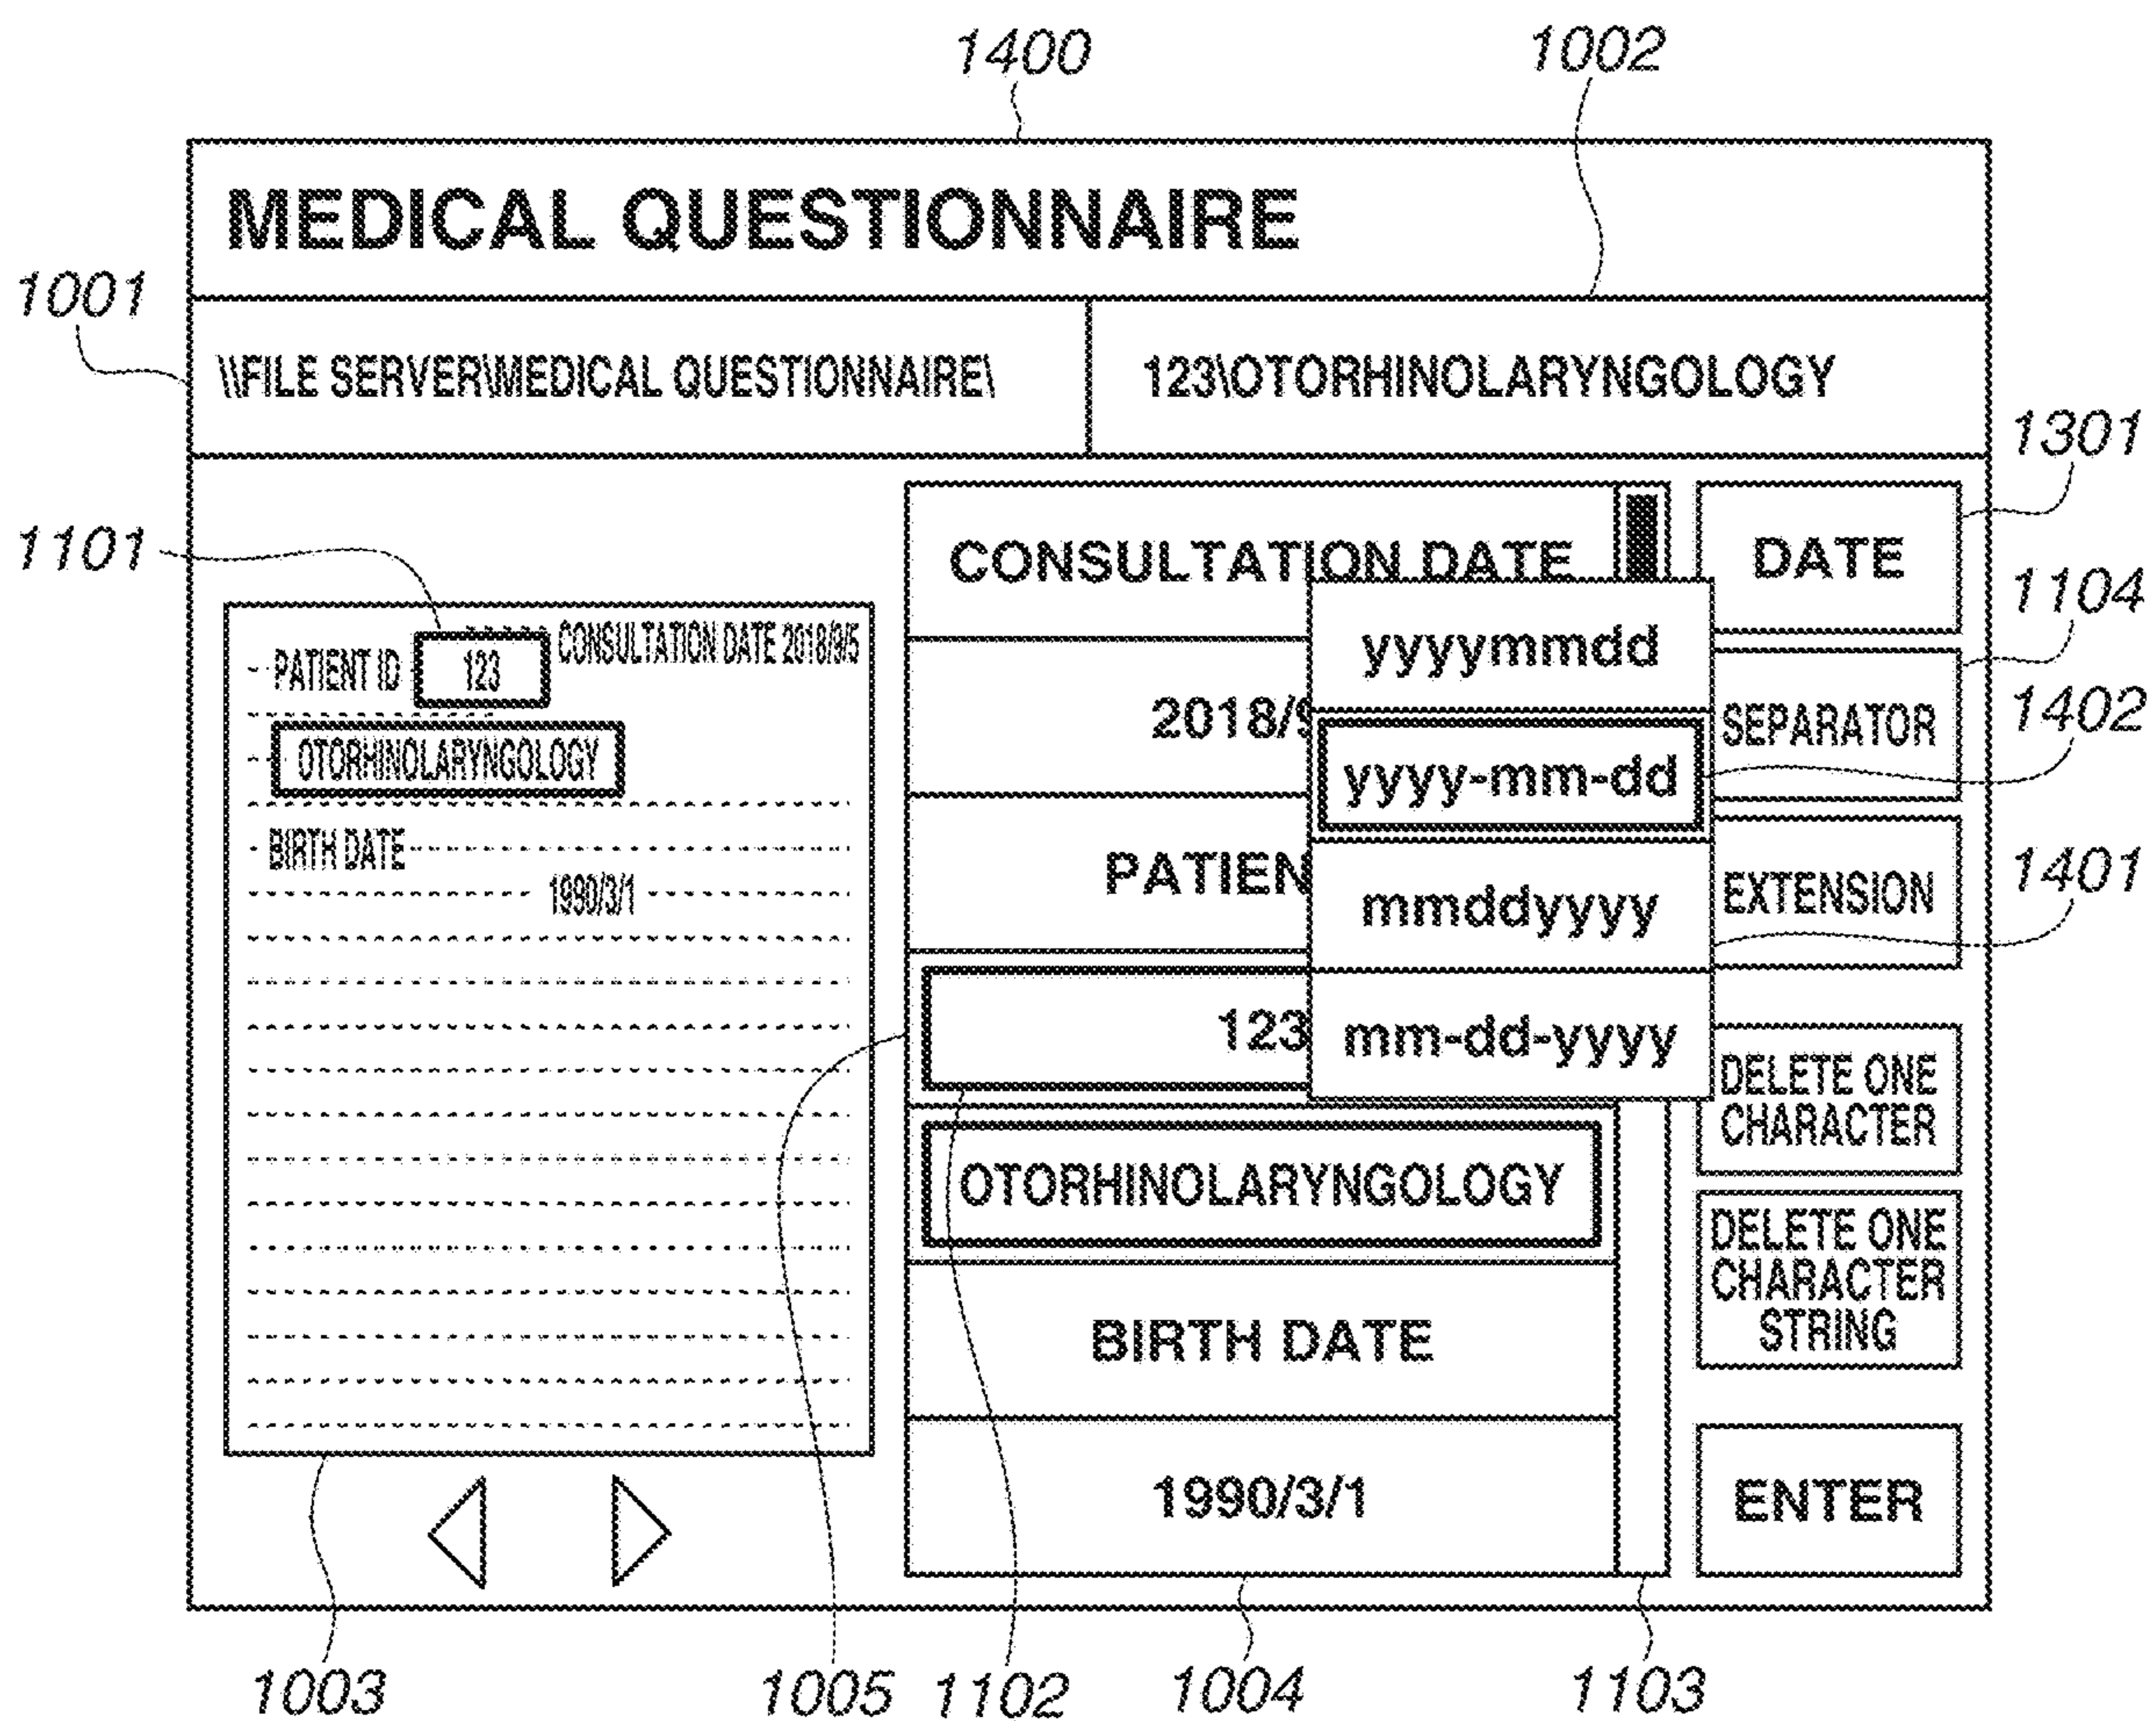 1400
1002
MEDICAL QUESTIONNAIRE
1001
\\FILE SERVER\MEDICAL QUESTIONNAIRE\
123\OTORHINOLARYNGOLOGY
1301
1101
CONSULTATION DATE
DATE
1104
PATIENT ID
123
CONSULTATION DATE 2018/9/5
yyyymmdd
2018/9
SEPARATOR
1402
OTORHINOLARYNGOLOGY
yyyy-mm-dd
BIRTH DATE
1990/3/1
PATIEN
mmddyyyy
EXTENSION
1401
123
mm-dd-yyyy
DELETE ONE
CHARACTER
OTORHINOLARYNGOLOGY
DELETE ONE
CHARACTER
STRING
BIRTH DATE
1990/3/1
ENTER
1003
1005
1102
1004
1103